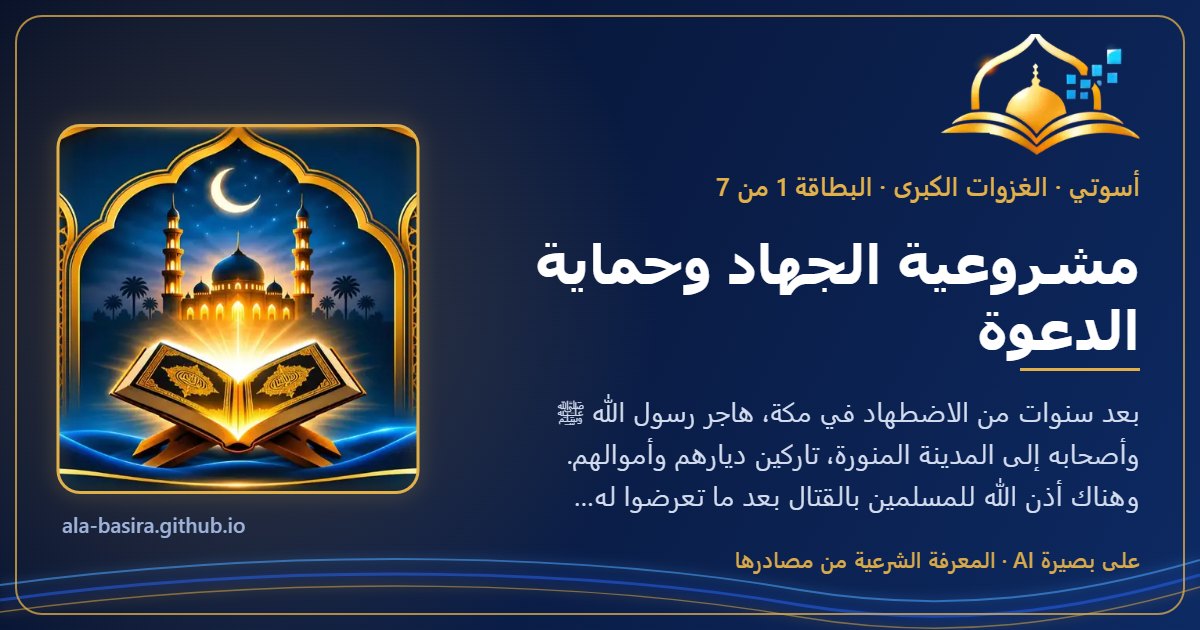 أسوتي · الغزوات الكبرى · البطاقة 1 من 7
مشروعية الجهاد وحماية
الدعوة
بعد سنوات من الاضطهاد في مكة، هاجر رسول الله ﷺ
وأصحابه إلى المدينة المنورة، تاركين ديارهم وأموالهم.
وهناك أذن الله للمسلمين بالقتال بعد ما تعرضوا له...
على بصيرة AI · المعرفة الشرعية من مصادرها
ala-basira.github.io